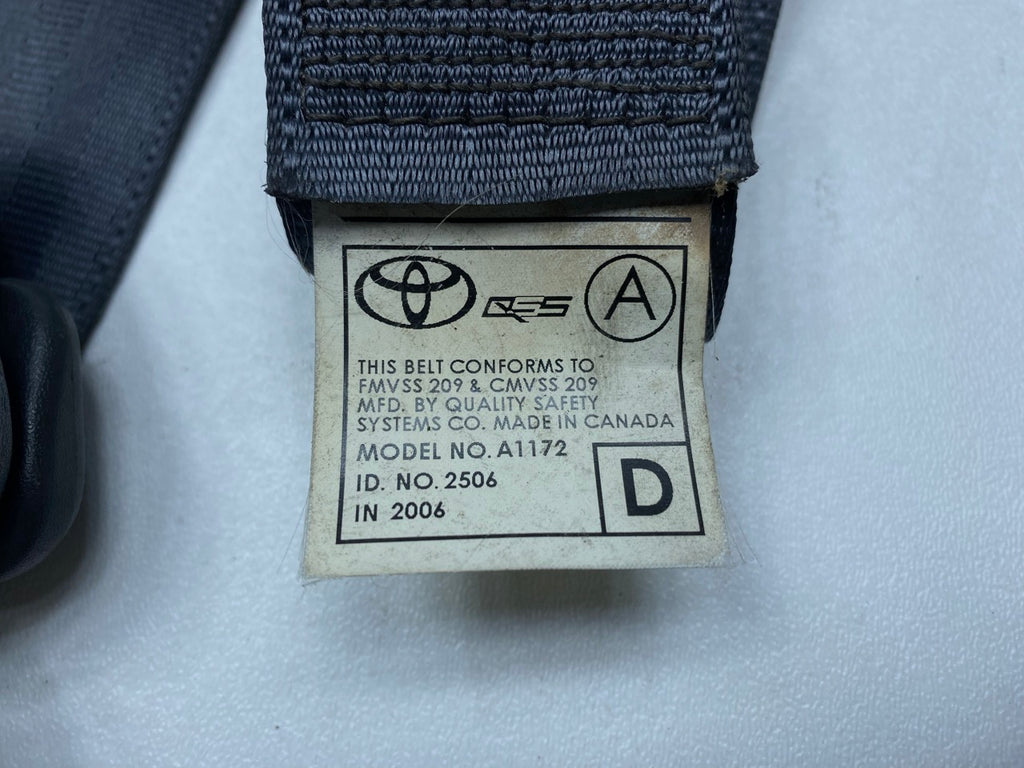 QSS A
THIS BELT CONFORMS TO
FMVSS 209 & CMVSS 209
MFD. BY QUALITY SAFETY
SYSTEMS CO. MADE IN CANADA
MODEL NO. A1172
ID. NO. 2506
IN 2006
D